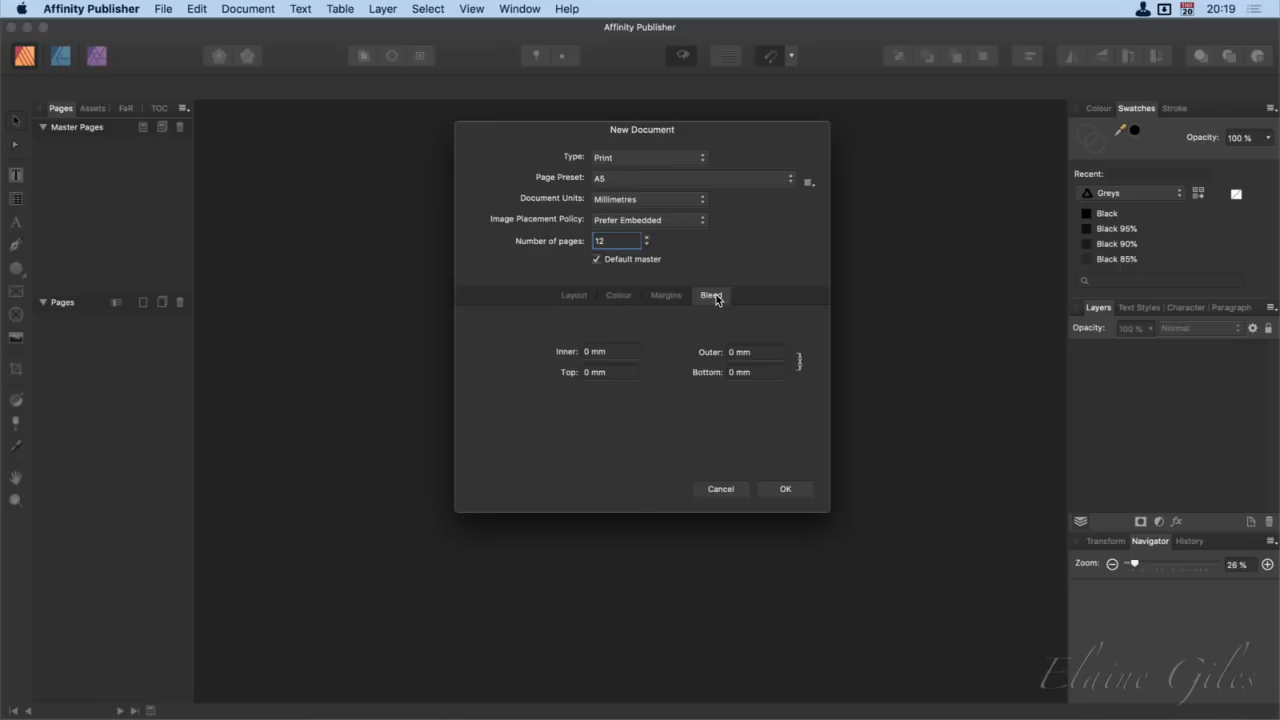 Affinity Publisher File Edit Document Text Table Layer Select View Window Help THU 20 20:19
Affinity Publisher
Pages Assets FaR TOC
Master Pages
Pages
New Document
Type: Print
Page Preset: A5
Document Units: Millimetres
Image Placement Policy: Prefer Embedded
Number of pages: 12
Default master
Layout Colour Margins Bleed
Inner: 0 mm Outer: 0 mm
Top: 0 mm Bottom: 0 mm
Cancel OK
Colour Swatches Stroke
Opacity: 100 %
Recent:
Greys
Black
Black 95%
Black 90%
Black 85%
Layers Text Styles Character Paragraph
Opacity: 100 % Normal
fx
Transform Navigator History
Zoom: 26 %
Elaine Giles